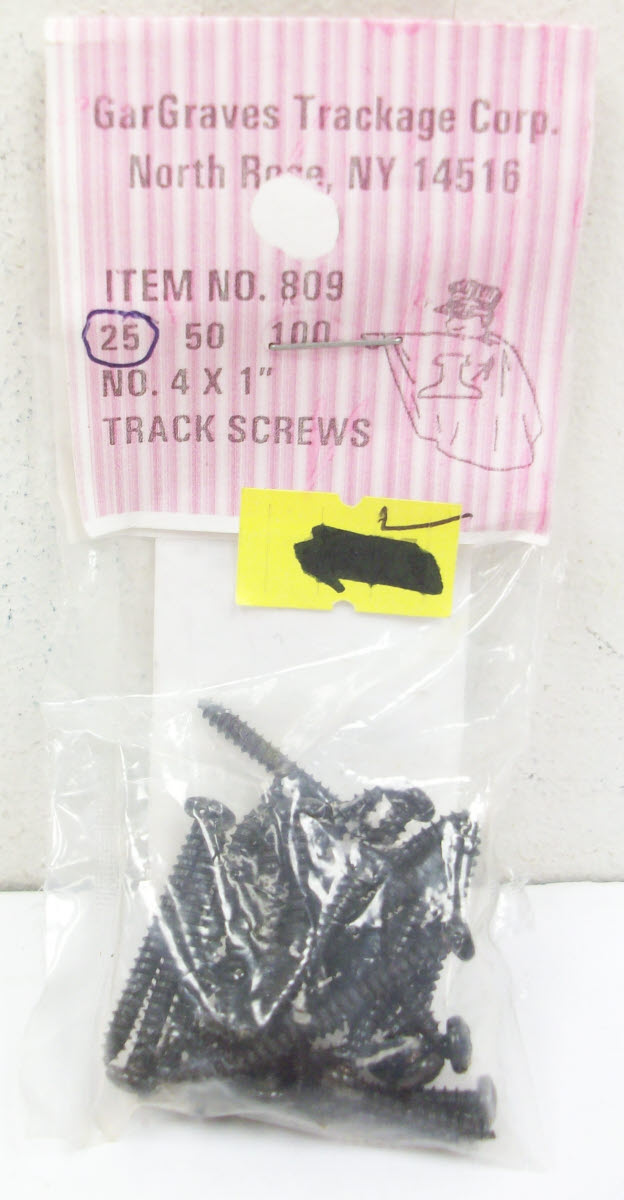 GarGraves Trackage Corp.
North Rose, NY 14516
ITEM NO. 809
25 50 100
NO. 4 X 1"
TRACK SCREWS